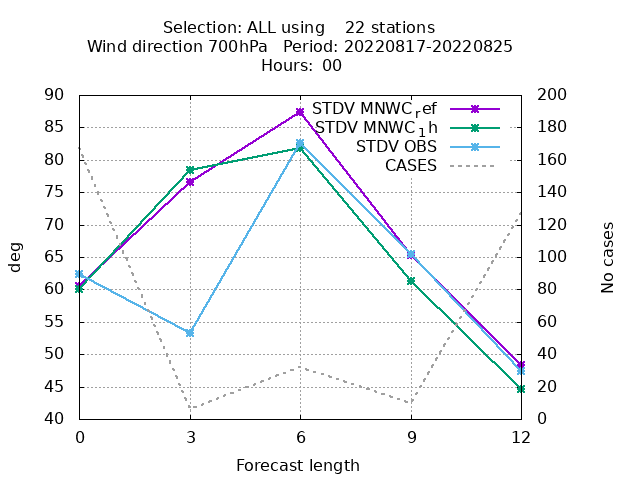 Selection: ALL using    22 stations
Wind direction 700hPa   Period: 20220817-20220825
Hours: 00
STDV MNWC_ref
STDV MNWC_1h
STDV OBS
CASES
90
85
80
75
70
65
60
55
50
45
40
deg
200
180
160
140
120
100
80
60
40
20
0
No cases
0 3 6 9 12
Forecast length